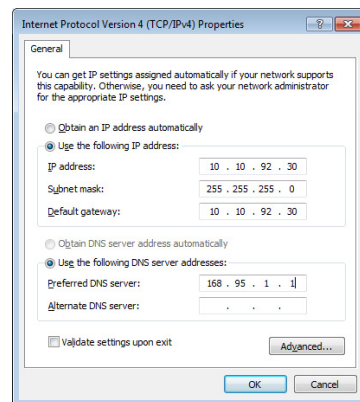 Internet Protocol Version 4 (TCP/IPv4) Properties
General
You can get IP settings assigned automatically if your network supports
this capability. Otherwise, you need to ask your network administrator
for the appropriate IP settings.
Obtain an IP address automatically
Use the following IP address:
IP address: 10 . 10 . 92 . 30
Subnet mask: 255 . 255 . 255 . 0
Default gateway: 10 . 10 . 92 . 30
Obtain DNS server address automatically
Use the following DNS server addresses:
Preferred DNS server: 168 . 95 . 1 . 1
Alternate DNS server: . . .
Validate settings upon exit
Advanced...
OK Cancel